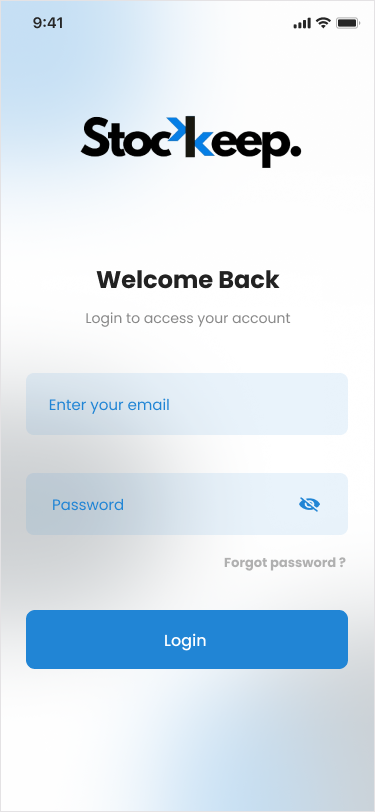 9:41
Stockkeep.
Welcome Back
Login to access your account
Enter your email
Password
Forgot password ?
Login